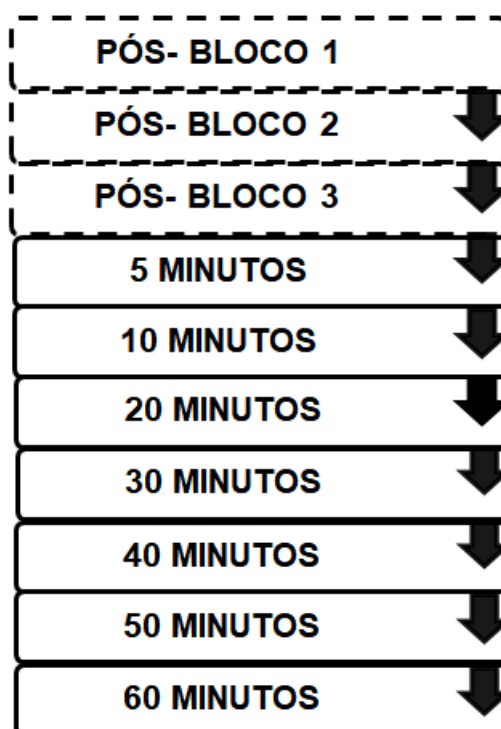 PÓS- BLOCO 1
PÓS- BLOCO 2
PÓS- BLOCO 3
5 MINUTOS
10 MINUTOS
20 MINUTOS
30 MINUTOS
40 MINUTOS
50 MINUTOS
60 MINUTOS